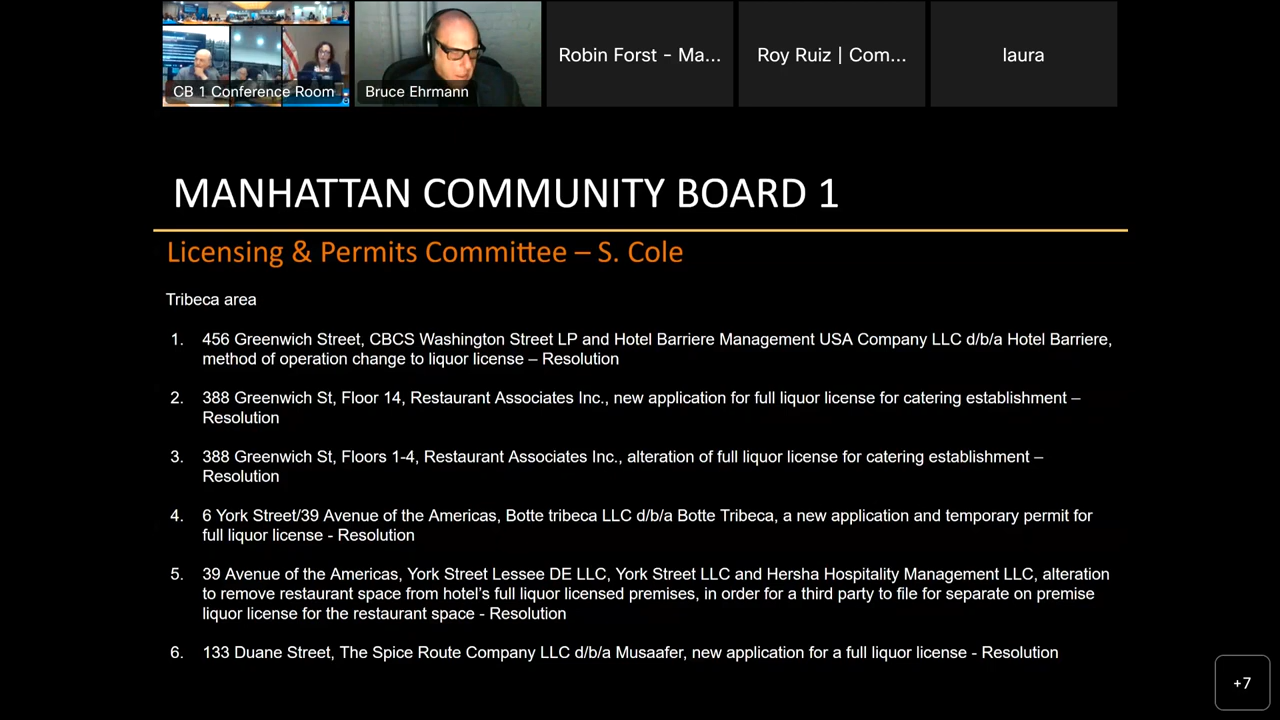 CB 1 Conference Room
Bruce Ehrmann
Robin Forst - Ma...
Roy Ruiz | Com...
laura
MANHATTAN COMMUNITY BOARD 1
Licensing & Permits Committee – S. Cole
Tribeca area
1. 456 Greenwich Street, CBCS Washington Street LP and Hotel Barriere Management USA Company LLC d/b/a Hotel Barriere,
method of operation change to liquor license – Resolution
2. 388 Greenwich St, Floor 14, Restaurant Associates Inc., new application for full liquor license for catering establishment –
Resolution
3. 388 Greenwich St, Floors 1-4, Restaurant Associates Inc., alteration of full liquor license for catering establishment –
Resolution
4. 6 York Street/39 Avenue of the Americas, Botte tribeca LLC d/b/a Botte Tribeca, a new application and temporary permit for
full liquor license - Resolution
5. 39 Avenue of the Americas, York Street Lessee DE LLC, York Street LLC and Hersha Hospitality Management LLC, alteration
to remove restaurant space from hotel's full liquor licensed premises, in order for a third party to file for separate on premise
liquor license for the restaurant space - Resolution
6. 133 Duane Street, The Spice Route Company LLC d/b/a Musaafer, new application for a full liquor license - Resolution
+7